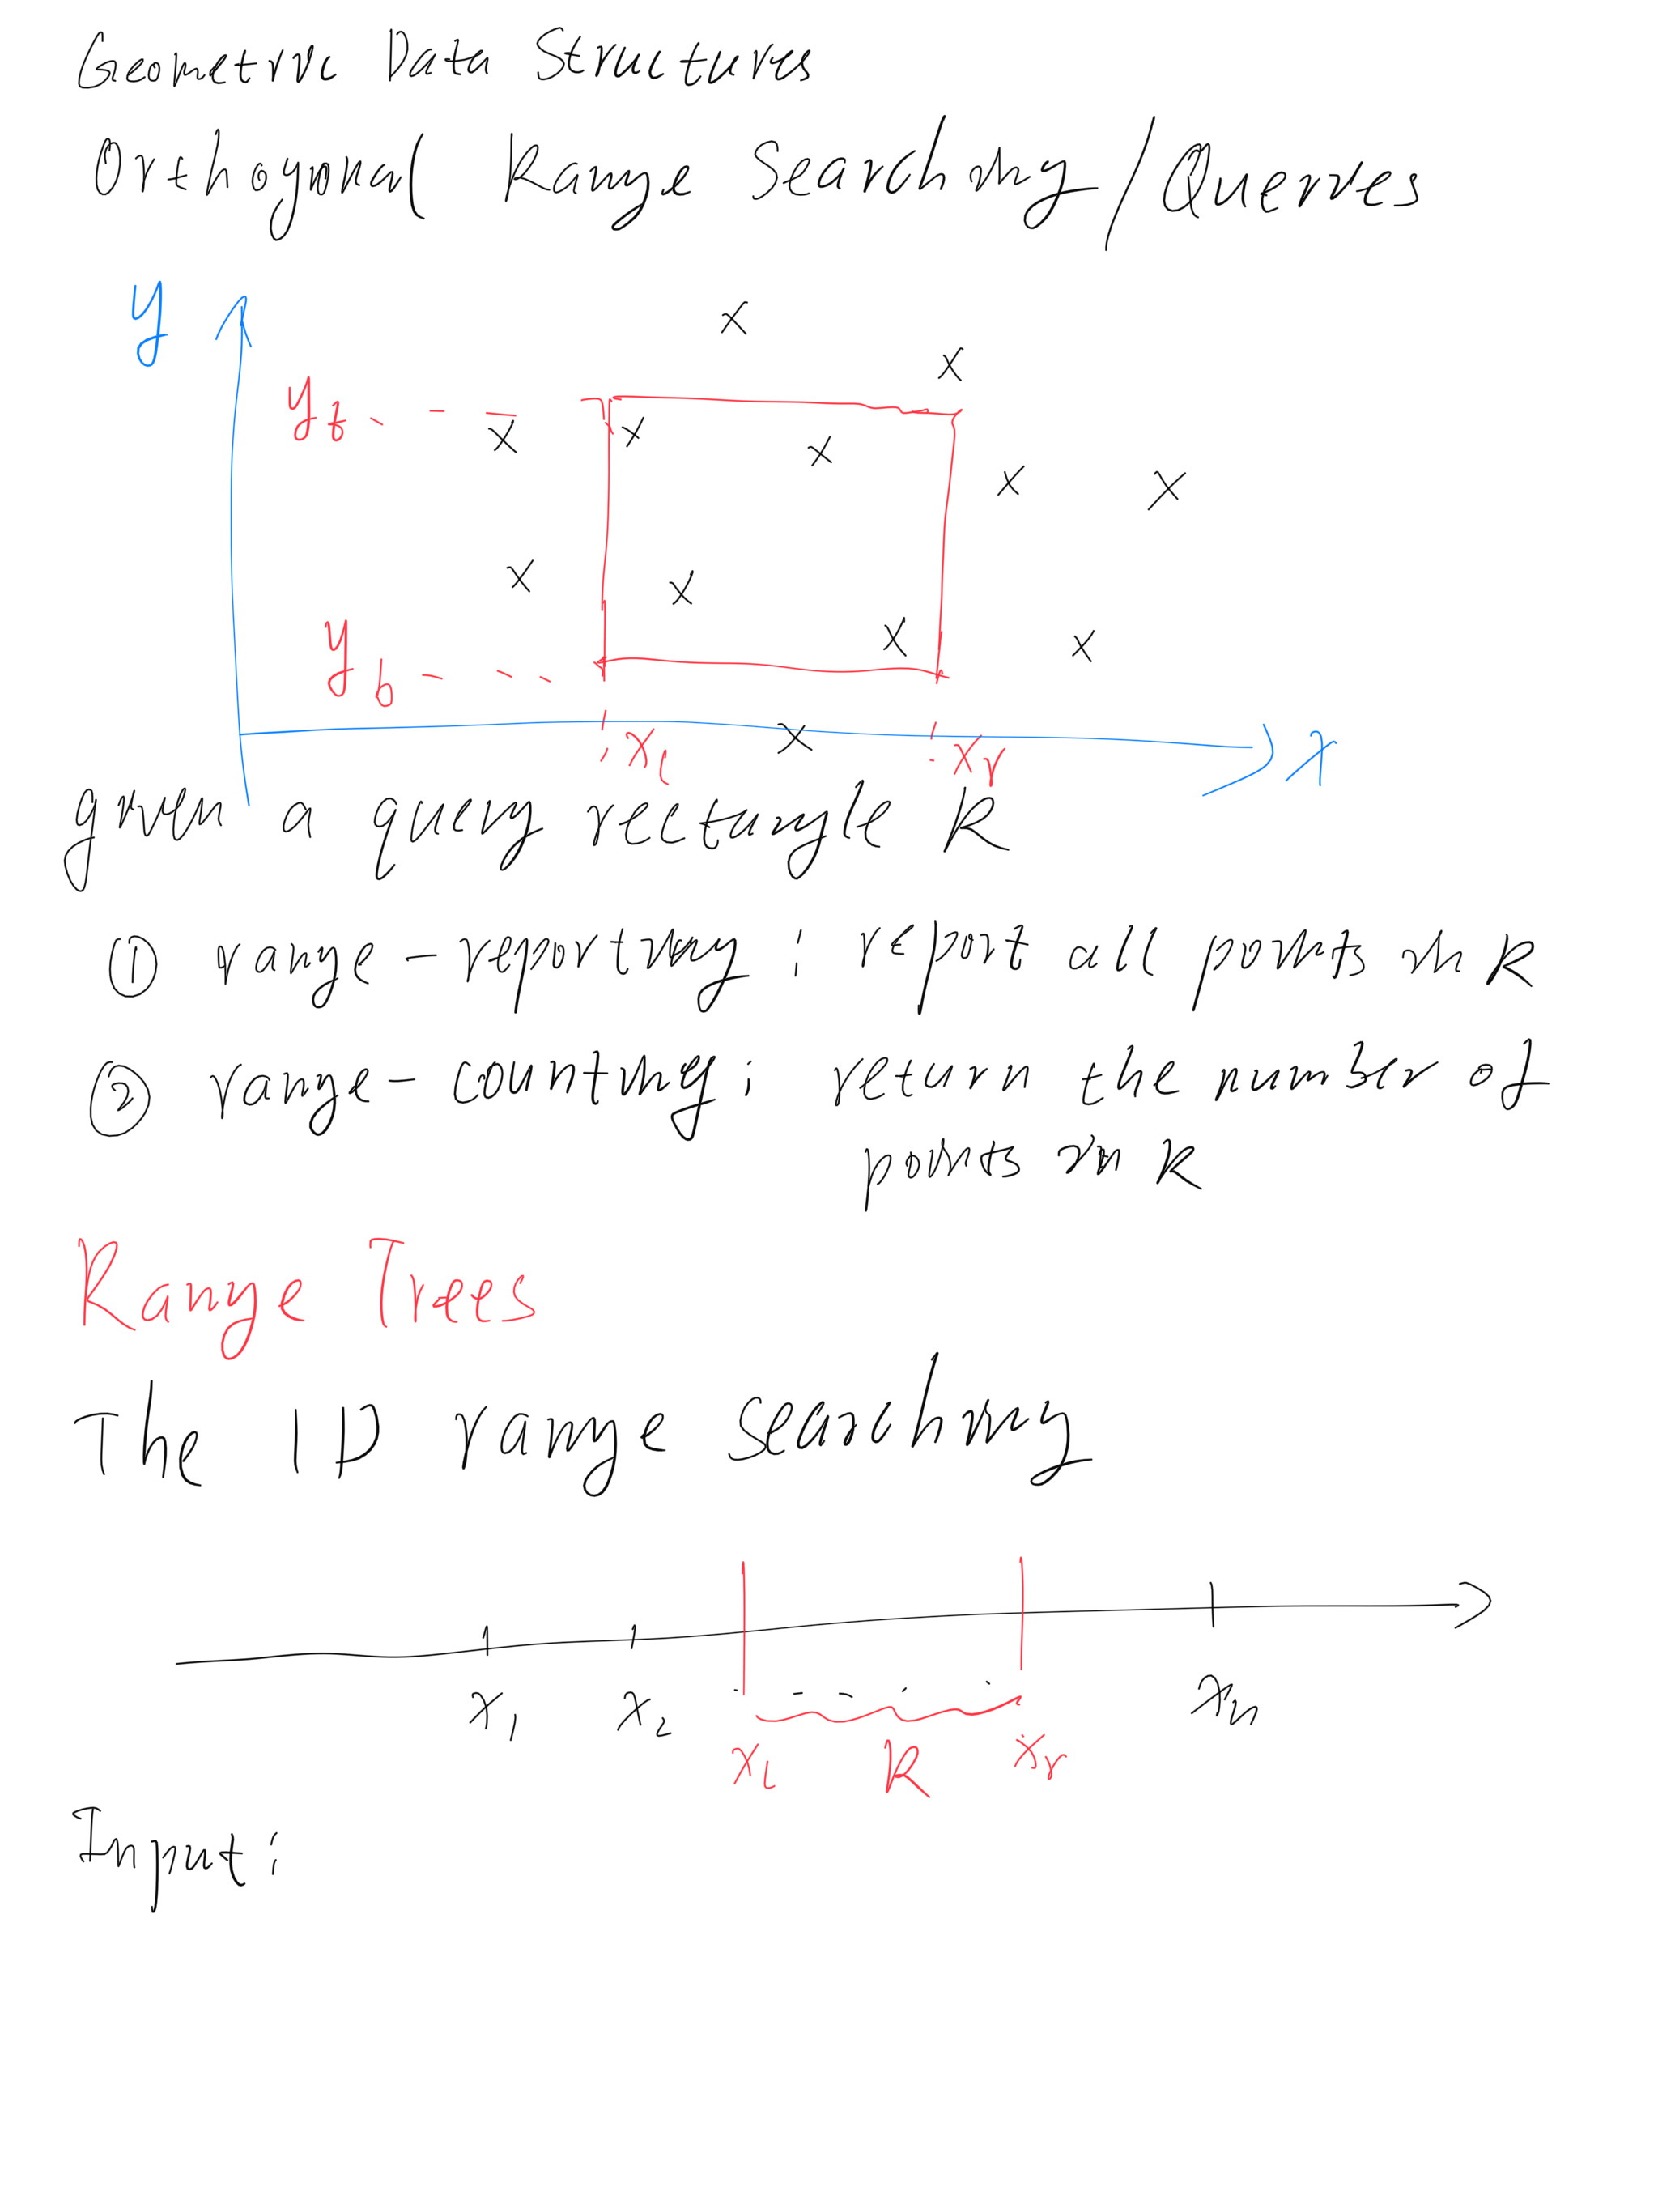 Geometric Data Structures
Orthogonal Range Searching/Queries
y
y_t
y_b
x_l x_r x
given a query rectangle R
① range-reporting : report all points in R
② range-counting : return the number of
points in R
Range Trees
The 1D range searching
x_1 x_2 x_n
x_L R x_r
Input :